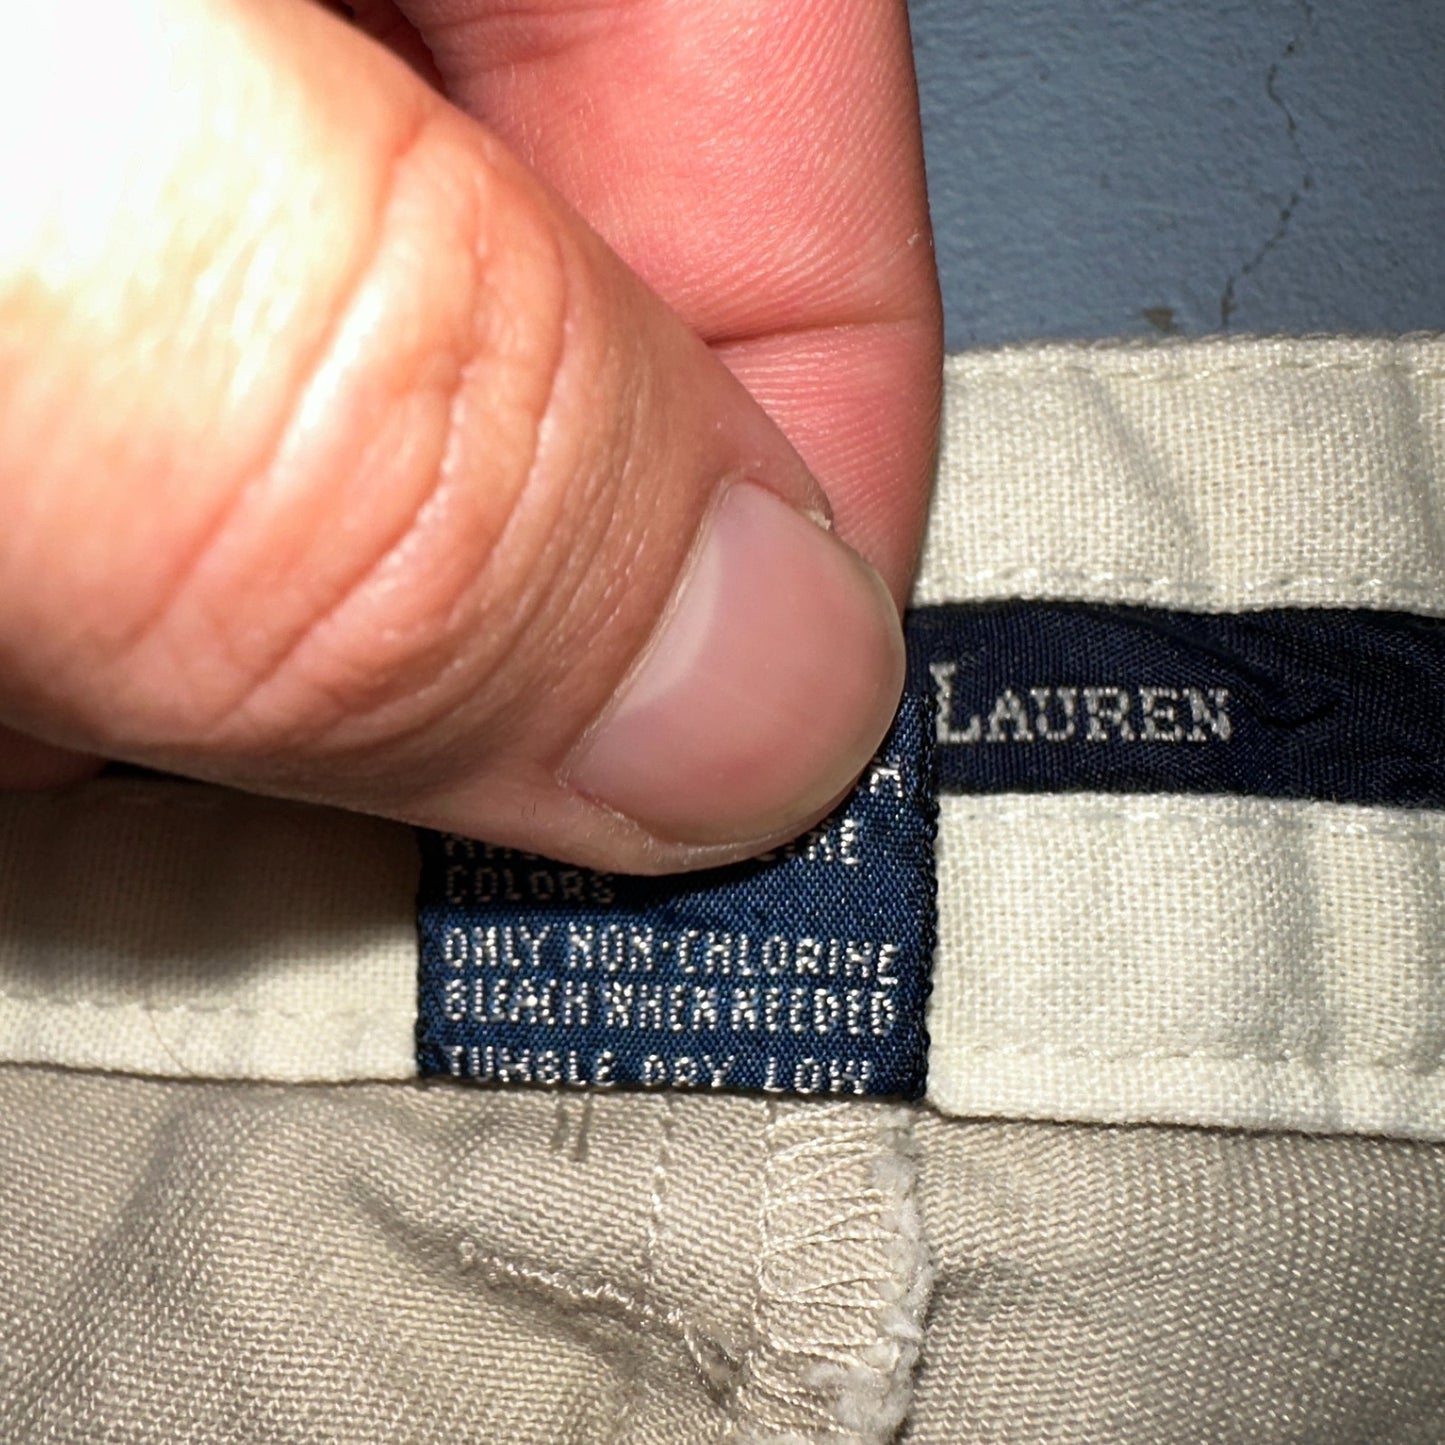 LAUREN
COLORS
ONLY NON-CHLORINE
BLEACH WHEN NEEDED
TUMBLE DRY LOW